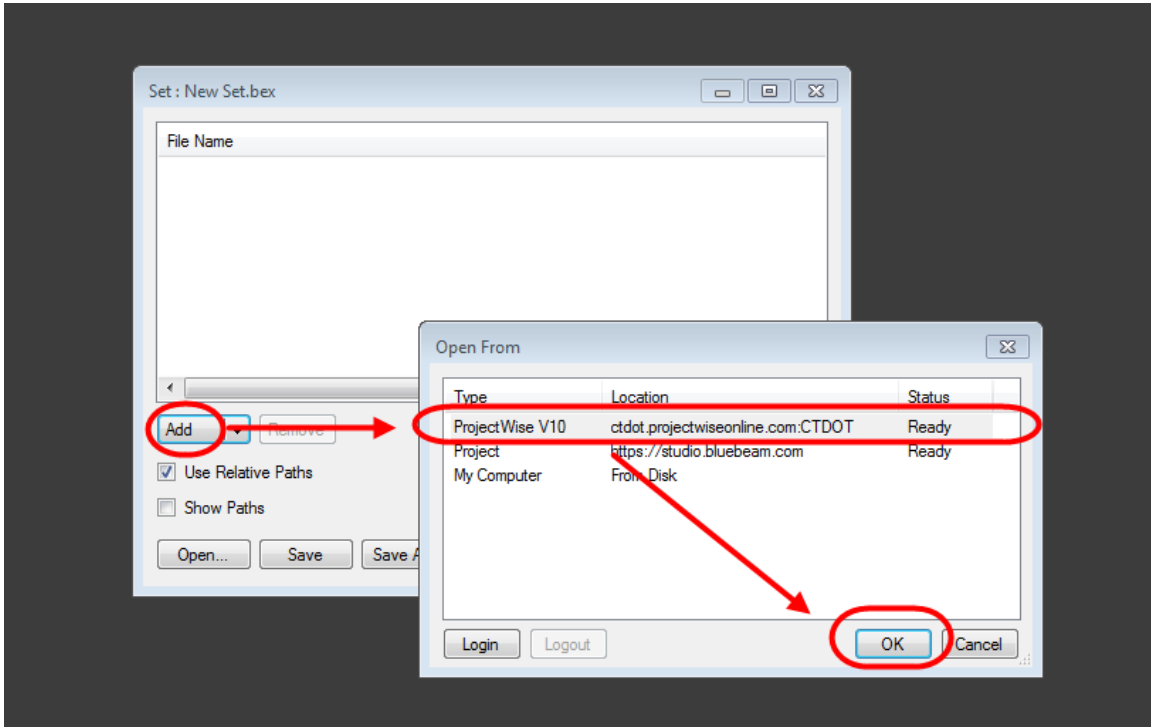 Set : New Set.bex
File Name
Add
Remove
Use Relative Paths
Show Paths
Open...
Save
Save A
Open From
Type Location Status
ProjectWise V10 ctdot.projectwiseonline.com:CTDOT Ready
Project https://studio.bluebeam.com Ready
My Computer From Disk
Login
Logout
OK
Cancel